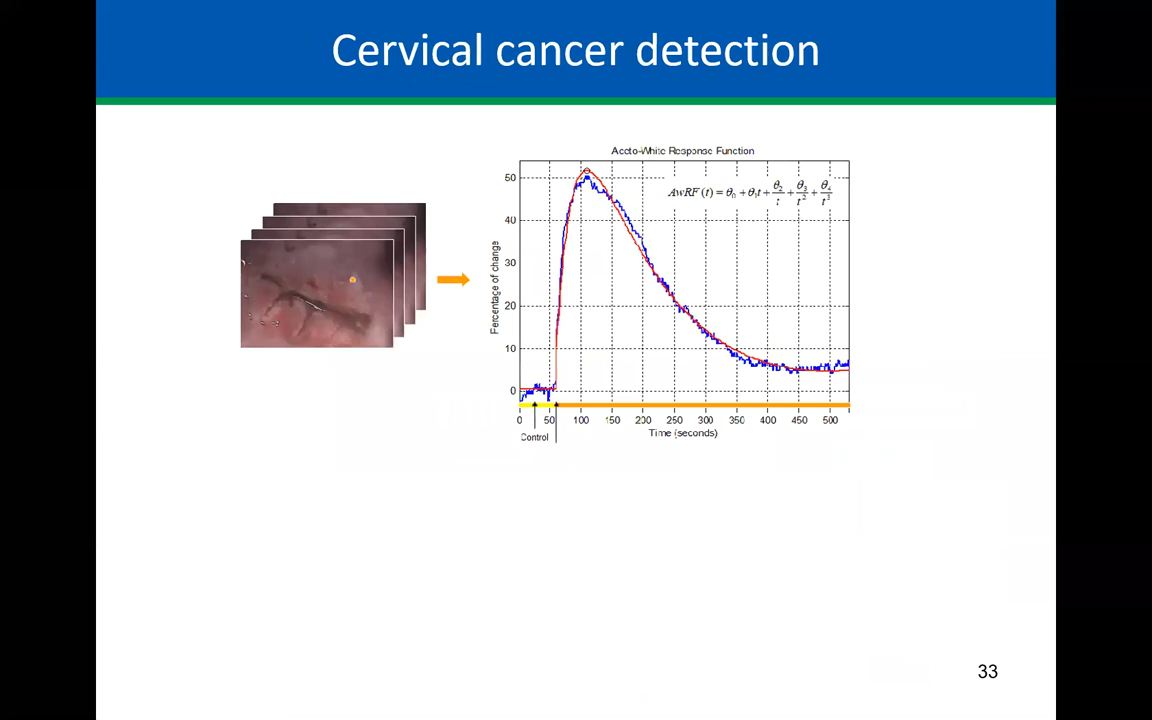 Cervical cancer detection
Aceto-White Response Function
AwRF (t) = θ₀ + θ₁t + θ₂/t + θ₃/t² + θ₄/t³
Percentage of change
50
40
30
20
10
0
0 50 100 150 200 250 300 350 400 450 500
Control
Time (seconds)
33